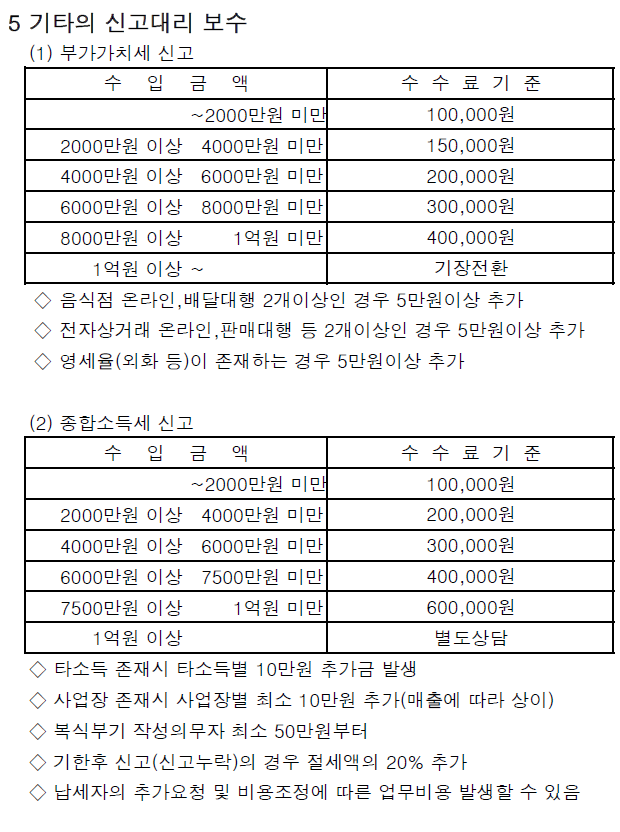 5 기타의 신고대리 보수
(1) 부가가치세 신고
수 입 금 액 수 수 료 기 준
~2000만원 미만 100,000원
2000만원 이상 4000만원 미만 150,000원
4000만원 이상 6000만원 미만 200,000원
6000만원 이상 8000만원 미만 300,000원
8000만원 이상 1억원 미만 400,000원
1억원 이상 ~ 기장전환
◇ 음식점 온라인,배달대행 2개이상인 경우 5만원이상 추가
◇ 전자상거래 온라인,판매대행 등 2개이상인 경우 5만원이상 추가
◇ 영세율(외화 등)이 존재하는 경우 5만원이상 추가
(2) 종합소득세 신고
수 입 금 액 수 수 료 기 준
~2000만원 미만 100,000원
2000만원 이상 4000만원 미만 200,000원
4000만원 이상 6000만원 미만 300,000원
6000만원 이상 7500만원 미만 400,000원
7500만원 이상 1억원 미만 600,000원
1억원 이상 별도상담
◇ 타소득 존재시 타소득별 10만원 추가금 발생
◇ 사업장 존재시 사업장별 최소 10만원 추가(매출에 따라 상이)
◇ 복식부기 작성의무자 최소 50만원부터
◇ 기한후 신고(신고누락)의 경우 절세액의 20% 추가
◇ 납세자의 추가요청 및 비용조정에 따른 업무비용 발생할 수 있음